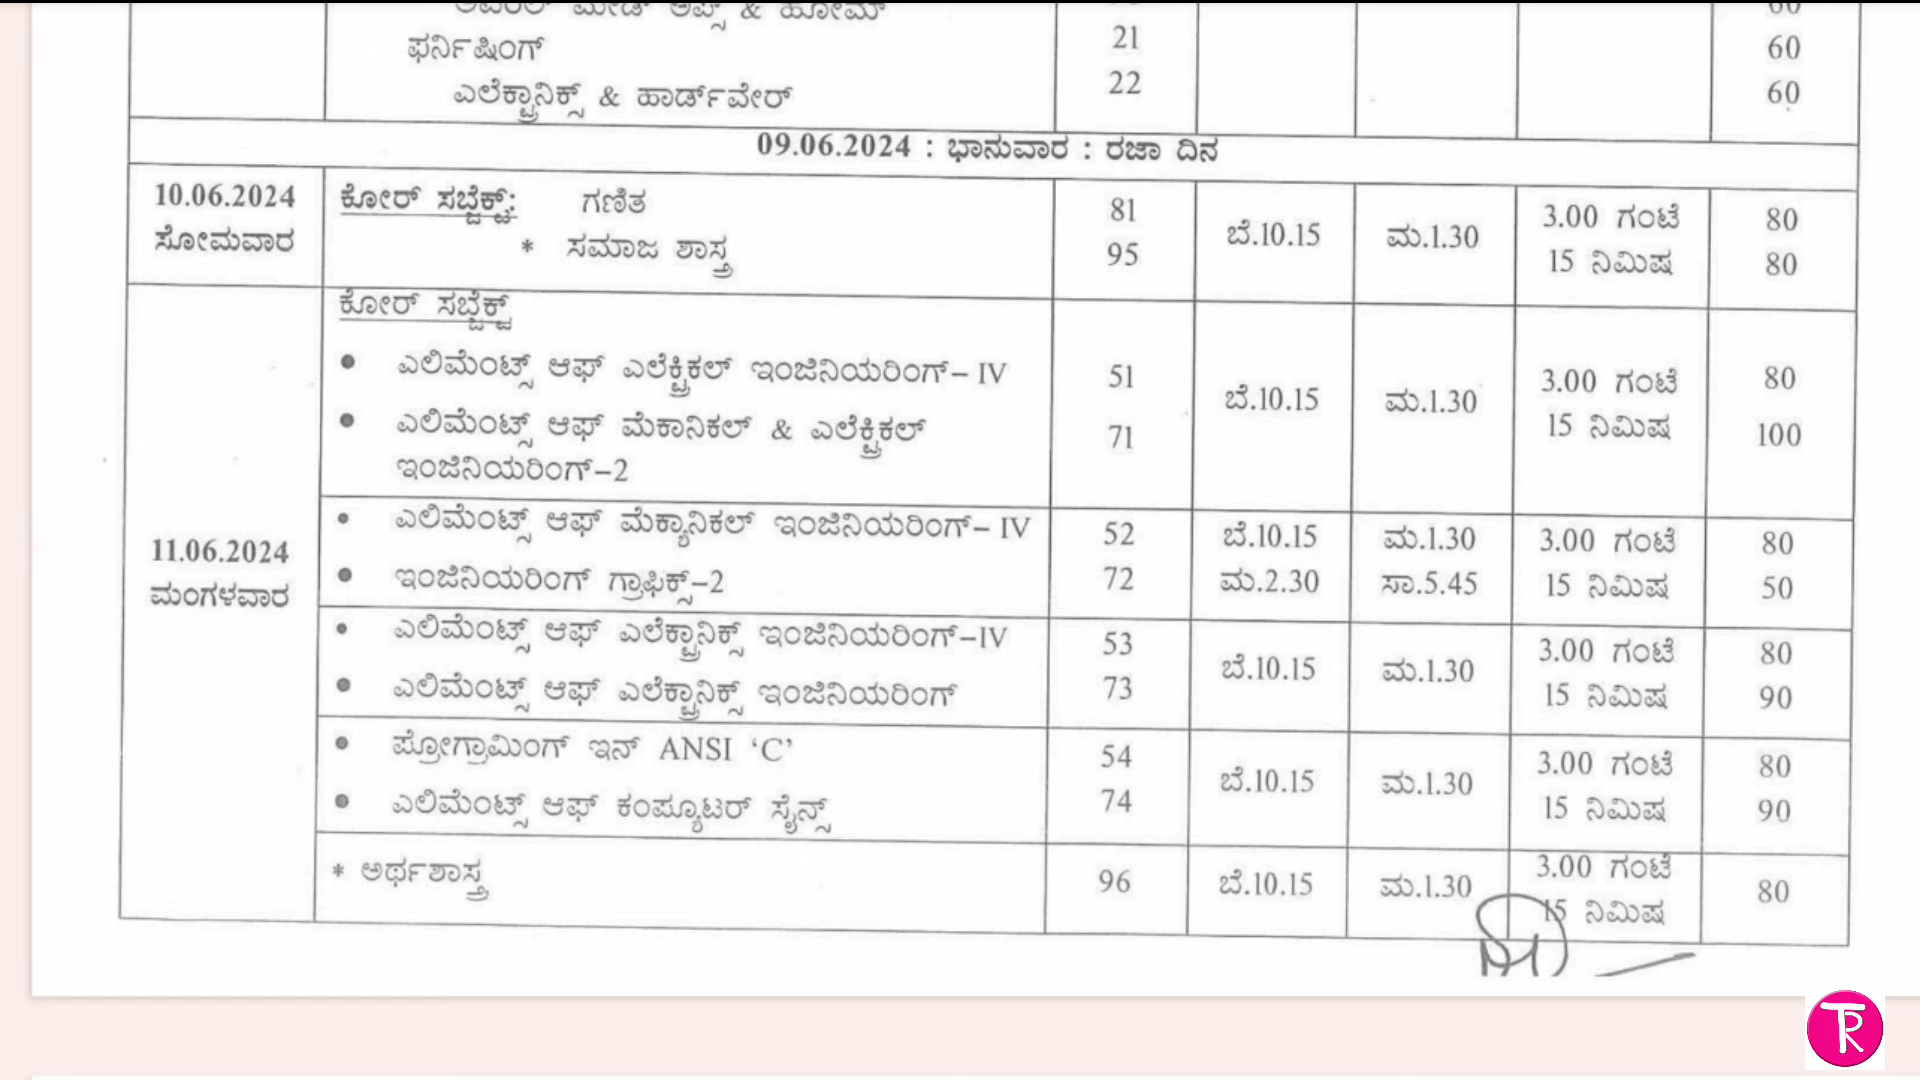 ಫರ್ನಿಷಿಂಗ್ 21 60
ಎಲೆಕ್ಟ್ರಾನಿಕ್ಸ್ & ಹಾರ್ಡ್‌ವೇರ್ 22 60
09.06.2024 : ಭಾನುವಾರ : ರಜಾ ದಿನ
10.06.2024 ಕೋರ್ ಸಬ್ಜೆಕ್ಟ್: ಗಣಿತ 81 ಬೆ.10.15 ಮ.1.30 3.00 ಗಂಟೆ 80
ಸೋಮವಾರ * ಸಮಾಜ ಶಾಸ್ತ್ರ 95 15 ನಿಮಿಷ 80
ಕೋರ್ ಸಬ್ಜೆಕ್ಟ್
• ಎಲಿಮೆಂಟ್ಸ್ ಆಫ್ ಎಲೆಕ್ಟ್ರಿಕಲ್ ಇಂಜಿನಿಯರಿಂಗ್– IV 51 ಬೆ.10.15 ಮ.1.30 3.00 ಗಂಟೆ 80
• ಎಲಿಮೆಂಟ್ಸ್ ಆಫ್ ಮೆಕಾನಿಕಲ್ & ಎಲೆಕ್ಟ್ರಿಕಲ್ 71 15 ನಿಮಿಷ 100
ಇಂಜಿನಿಯರಿಂಗ್–2
• ಎಲಿಮೆಂಟ್ಸ್ ಆಫ್ ಮೆಕ್ಯಾನಿಕಲ್ ಇಂಜಿನಿಯರಿಂಗ್– IV 52 ಬೆ.10.15 ಮ.1.30 3.00 ಗಂಟೆ 80
11.06.2024
• ಇಂಜಿನಿಯರಿಂಗ್ ಗ್ರಾಫಿಕ್ಸ್–2 72 ಮ.2.30 ಸಾ.5.45 15 ನಿಮಿಷ 50
ಮಂಗಳವಾರ
• ಎಲಿಮೆಂಟ್ಸ್ ಆಫ್ ಎಲೆಕ್ಟ್ರಾನಿಕ್ಸ್ ಇಂಜಿನಿಯರಿಂಗ್–IV 53 ಬೆ.10.15 ಮ.1.30 3.00 ಗಂಟೆ 80
• ಎಲಿಮೆಂಟ್ಸ್ ಆಫ್ ಎಲೆಕ್ಟ್ರಾನಿಕ್ಸ್ ಇಂಜಿನಿಯರಿಂಗ್ 73 15 ನಿಮಿಷ 90
• ಪ್ರೋಗ್ರಾಮಿಂಗ್ ಇನ್ ANSI ‘C’ 54 ಬೆ.10.15 ಮ.1.30 3.00 ಗಂಟೆ 80
• ಎಲಿಮೆಂಟ್ಸ್ ಆಫ್ ಕಂಪ್ಯೂಟರ್ ಸೈನ್ಸ್ 74 15 ನಿಮಿಷ 90
* ಅರ್ಥಶಾಸ್ತ್ರ 96 ಬೆ.10.15 ಮ.1.30 3.00 ಗಂಟೆ 80
15 ನಿಮಿಷ
TR